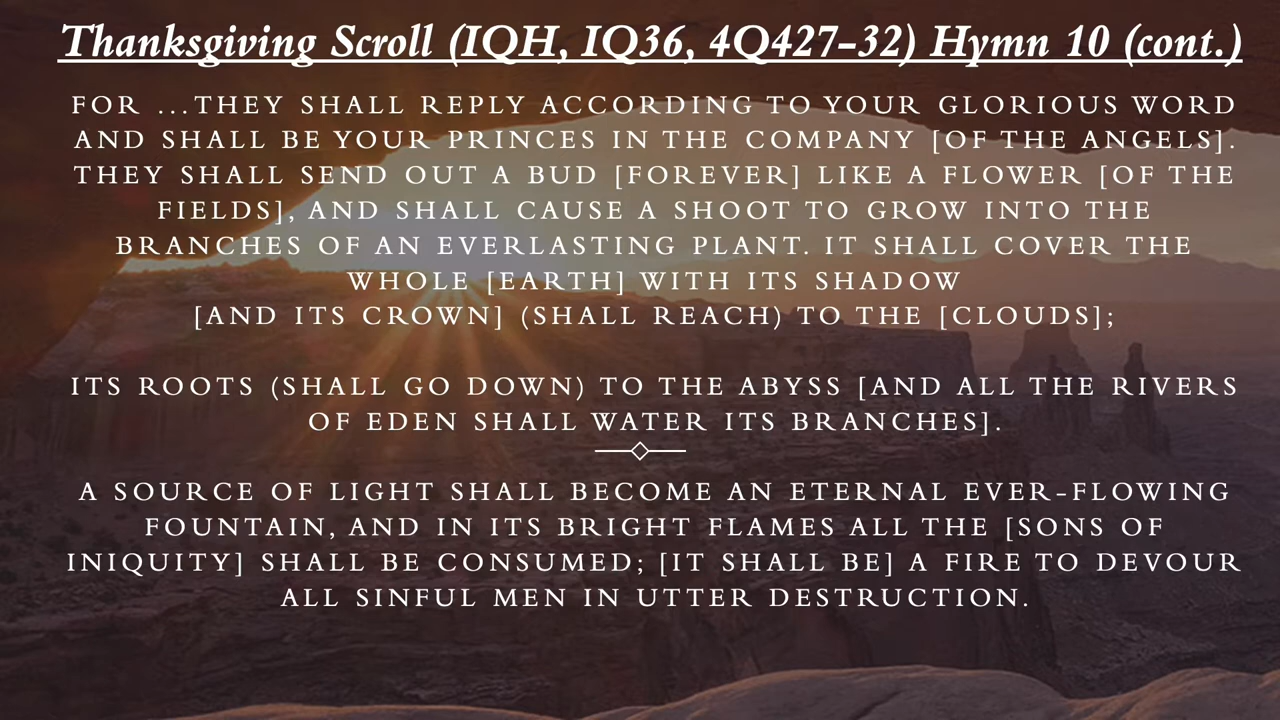 Thanksgiving Scroll (IQH, IQ36, 4Q427-32) Hymn 10 (cont.)
FOR ...THEY SHALL REPLY ACCORDING TO YOUR GLORIOUS WORD
AND SHALL BE YOUR PRINCES IN THE COMPANY [OF THE ANGELS].
THEY SHALL SEND OUT A BUD [FOREVER] LIKE A FLOWER [OF THE
FIELDS], AND SHALL CAUSE A SHOOT TO GROW INTO THE
BRANCHES OF AN EVERLASTING PLANT. IT SHALL COVER THE
WHOLE [EARTH] WITH ITS SHADOW
[AND ITS CROWN] (SHALL REACH) TO THE [CLOUDS];
ITS ROOTS (SHALL GO DOWN) TO THE ABYSS [AND ALL THE RIVERS
OF EDEN SHALL WATER ITS BRANCHES].
A SOURCE OF LIGHT SHALL BECOME AN ETERNAL EVER-FLOWING
FOUNTAIN, AND IN ITS BRIGHT FLAMES ALL THE [SONS OF
INIQUITY] SHALL BE CONSUMED; [IT SHALL BE] A FIRE TO DEVOUR
ALL SINFUL MEN IN UTTER DESTRUCTION.